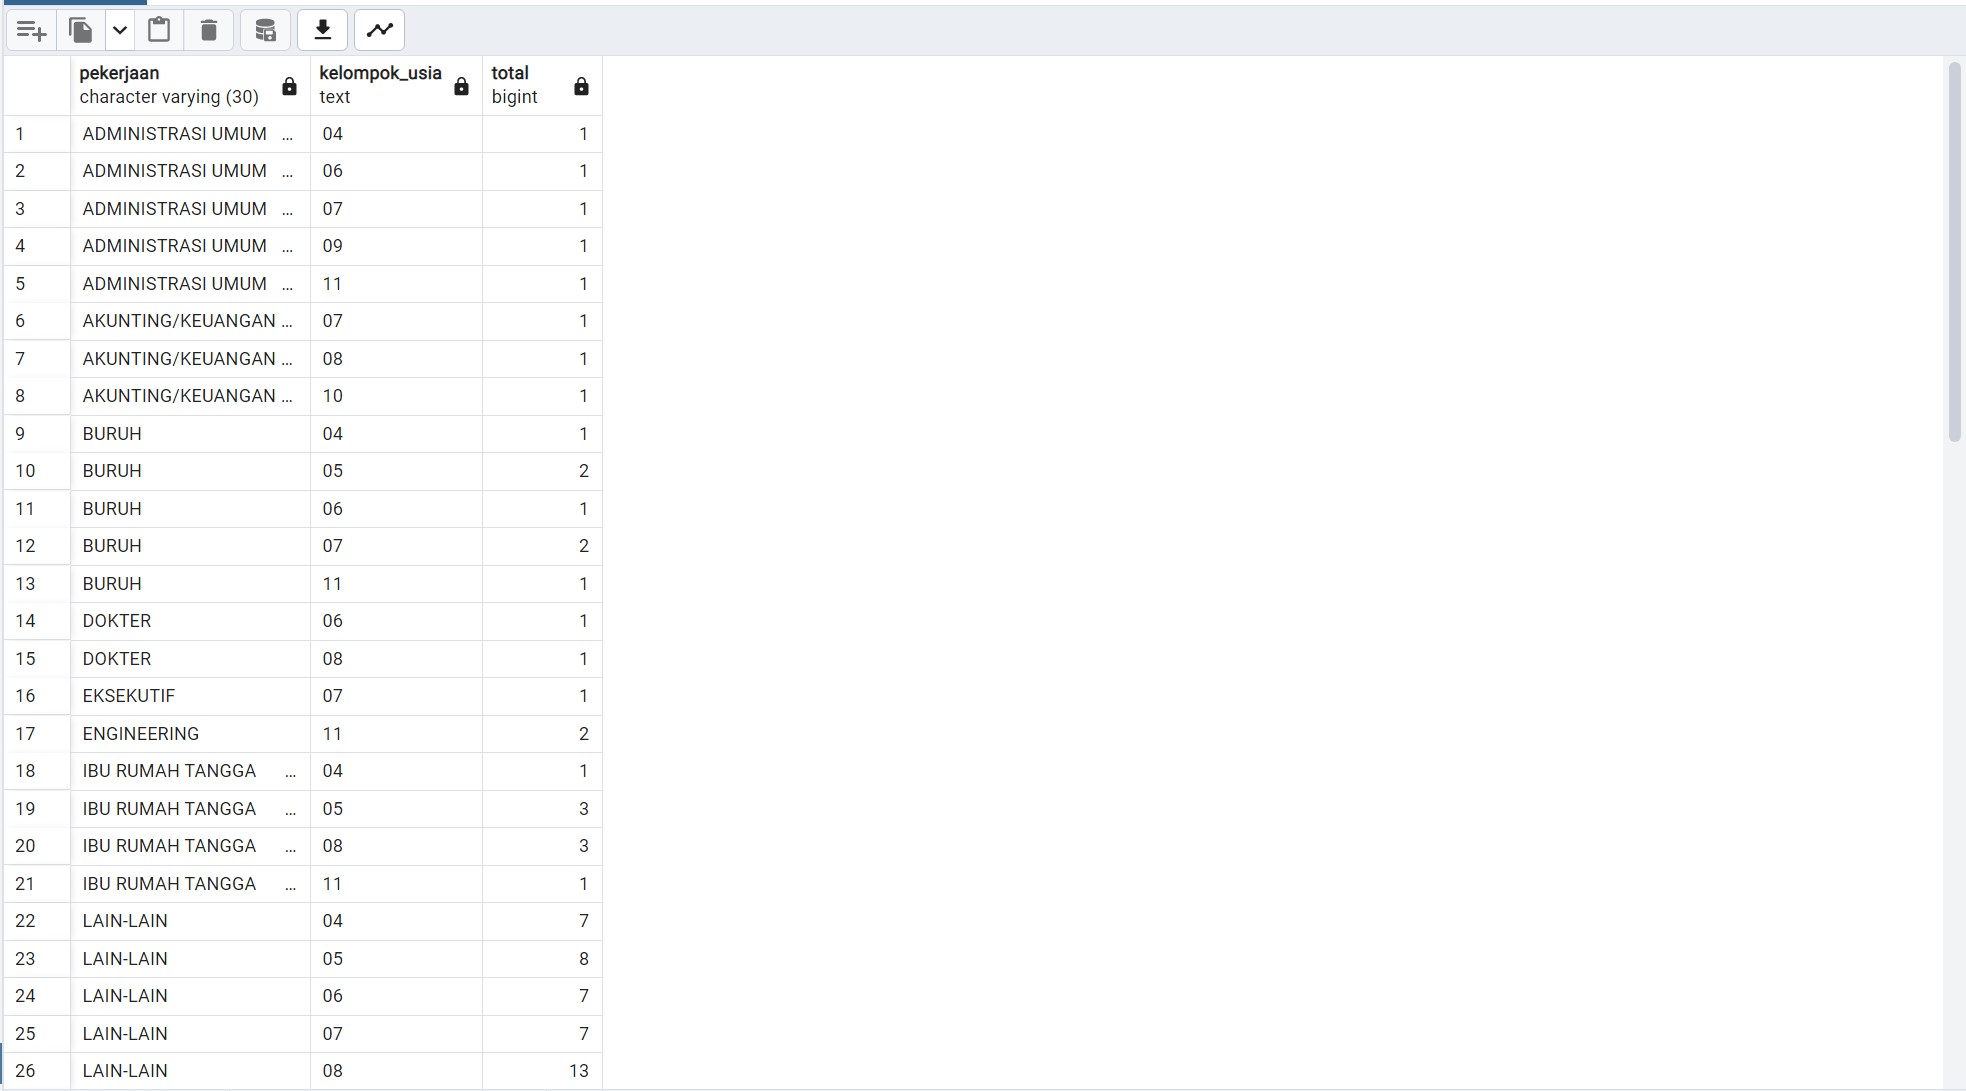 pekerjaan kelompok_usia total
character varying (30) text bigint
1 ADMINISTRASI UMUM ... 04 1
2 ADMINISTRASI UMUM ... 06 1
3 ADMINISTRASI UMUM ... 07 1
4 ADMINISTRASI UMUM ... 09 1
5 ADMINISTRASI UMUM ... 11 1
6 AKUNTING/KEUANGAN ... 07 1
7 AKUNTING/KEUANGAN ... 08 1
8 AKUNTING/KEUANGAN ... 10 1
9 BURUH 04 1
10 BURUH 05 2
11 BURUH 06 1
12 BURUH 07 2
13 BURUH 11 1
14 DOKTER 06 1
15 DOKTER 08 1
16 EKSEKUTIF 07 1
17 ENGINEERING 11 2
18 IBU RUMAH TANGGA ... 04 1
19 IBU RUMAH TANGGA ... 05 3
20 IBU RUMAH TANGGA ... 08 3
21 IBU RUMAH TANGGA ... 11 1
22 LAIN-LAIN 04 7
23 LAIN-LAIN 05 8
24 LAIN-LAIN 06 7
25 LAIN-LAIN 07 7
26 LAIN-LAIN 08 13